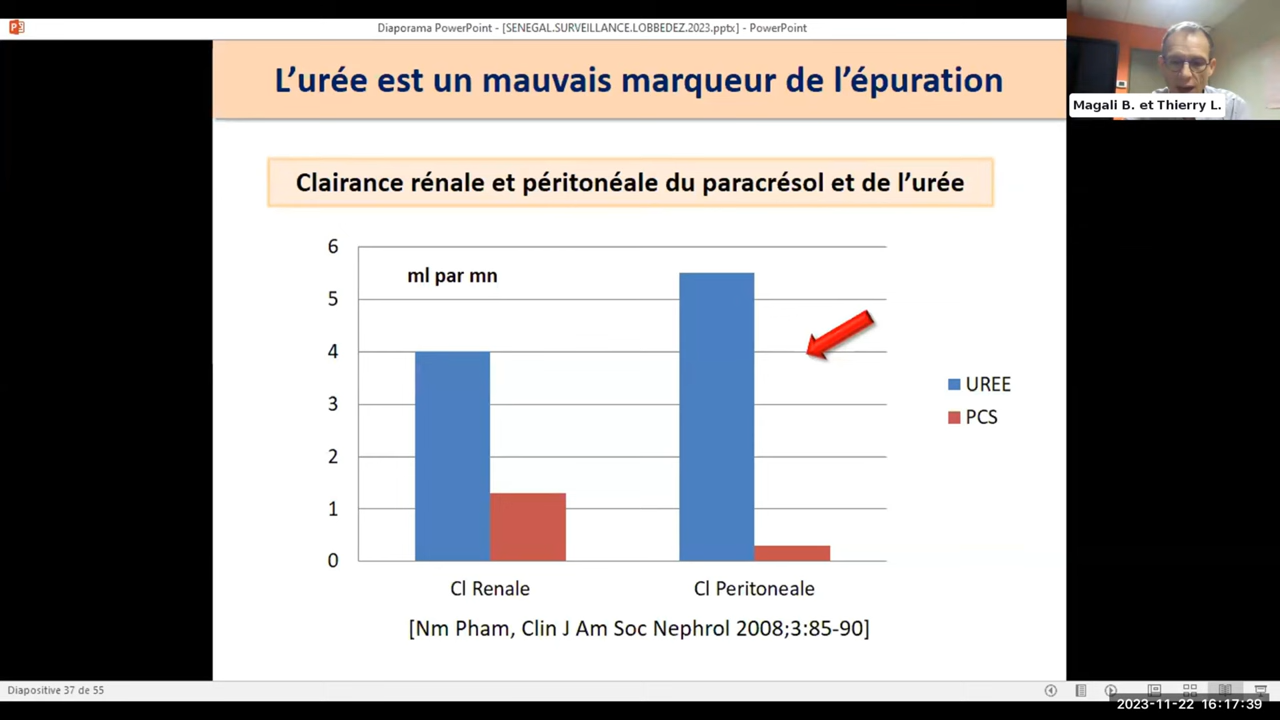 Diaporama PowerPoint - [SENEGAL.SURVEILLANCE.LOBBEDEZ.2023.pptx] - PowerPoint
Magali B. et Thierry L.
L’urée est un mauvais marqueur de l’épuration
Clairance rénale et péritonéale du paracrésol et de l’urée
ml par mn
6
5
4
3
2
1
0
UREE
PCS
Cl Renale
Cl Peritoneale
[Nm Pham, Clin J Am Soc Nephrol 2008;3:85-90]
Diapositive 37 de 55
2023-11-22 16:17:39